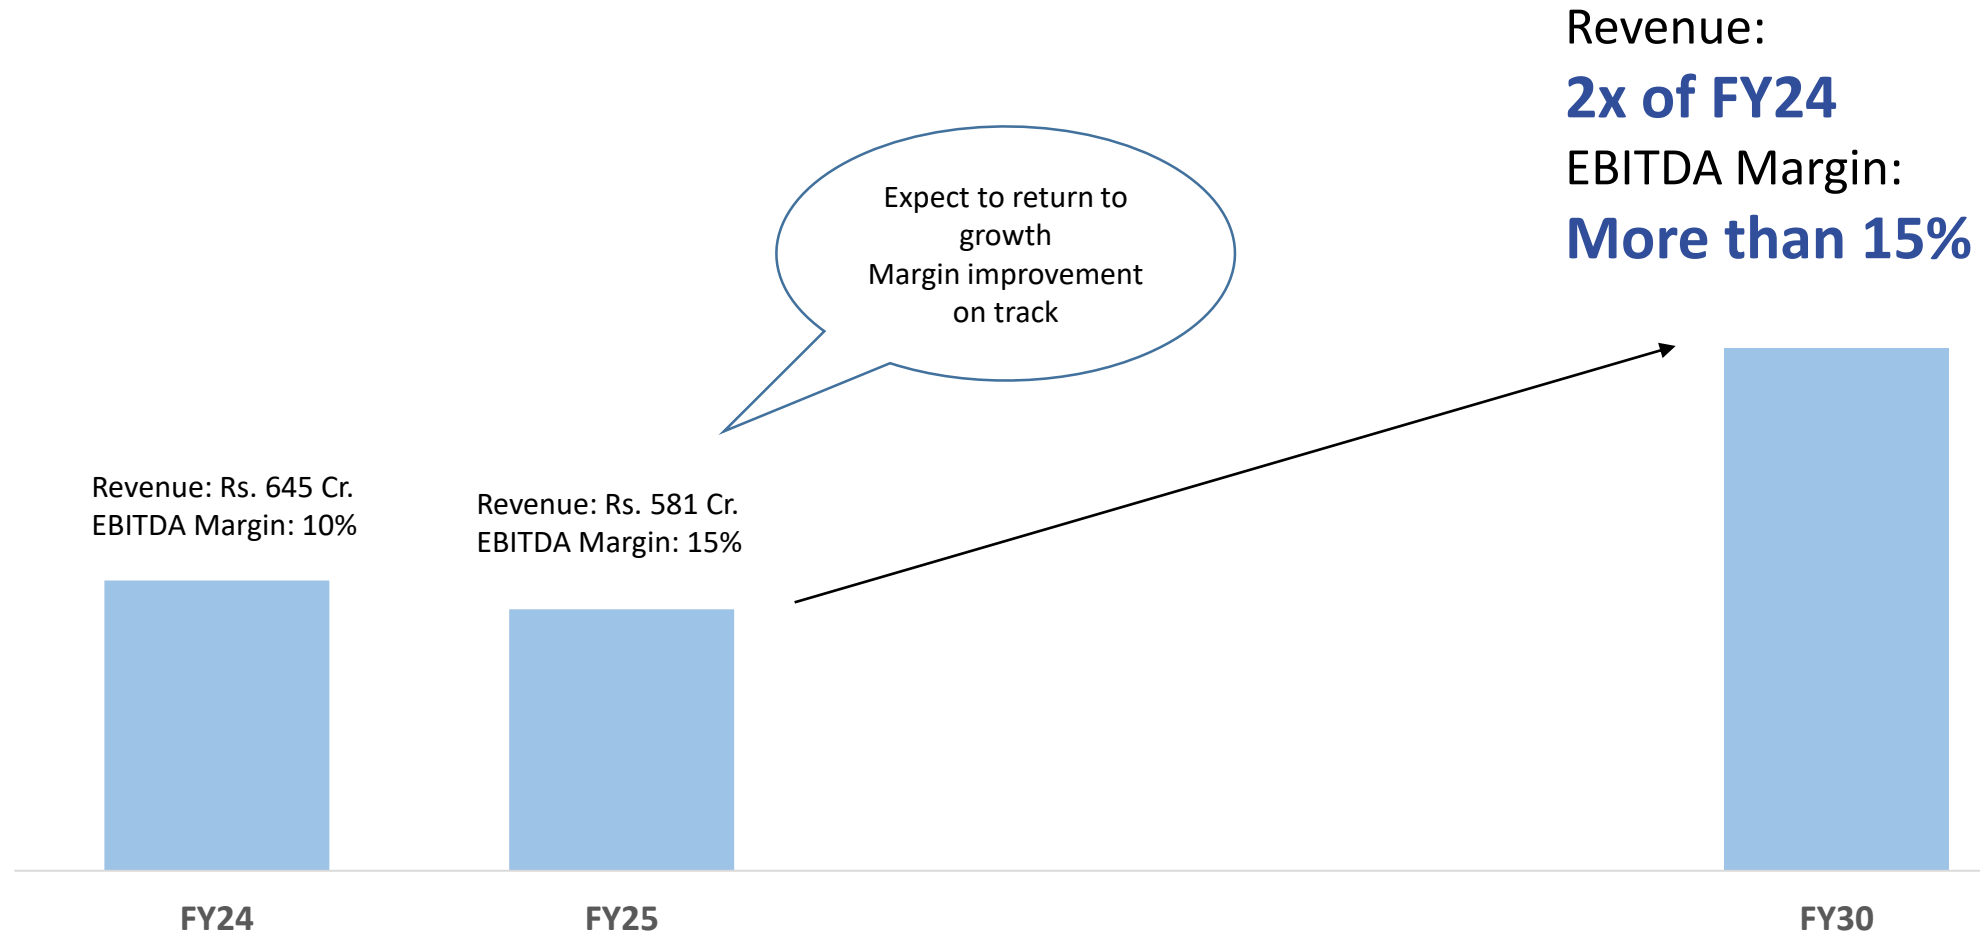 Revenue:
2x of FY24
EBITDA Margin:
More than 15%
Expect to return to
growth
Margin improvement
on track
Revenue: Rs. 645 Cr.
EBITDA Margin: 10%
Revenue: Rs. 581 Cr.
EBITDA Margin: 15%
FY24
FY25
FY30